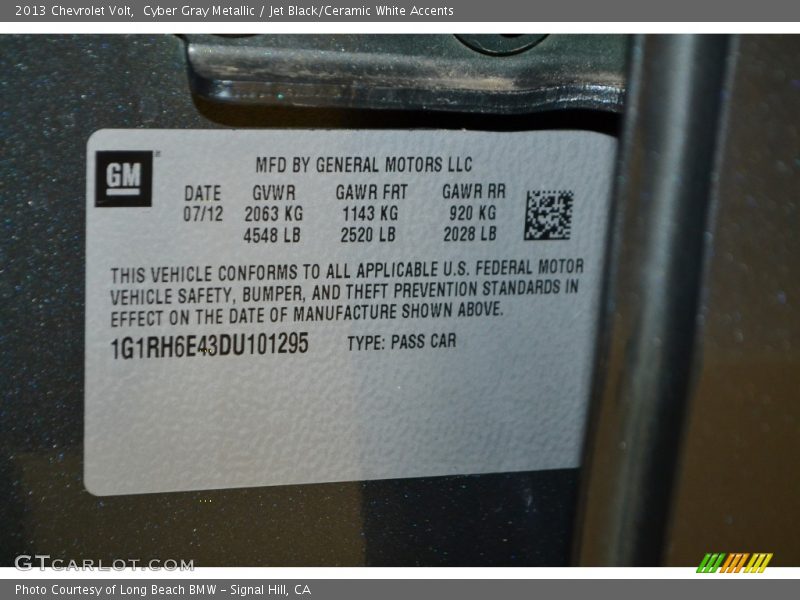 2013 Chevrolet Volt, Cyber Gray Metallic / Jet Black/Ceramic White Accents
GM
MFD BY GENERAL MOTORS LLC
DATE GVWR GAWR FRT GAWR RR
07/12 2063 KG 1143 KG 920 KG
4548 LB 2520 LB 2028 LB
THIS VEHICLE CONFORMS TO ALL APPLICABLE U.S. FEDERAL MOTOR
VEHICLE SAFETY, BUMPER, AND THEFT PREVENTION STANDARDS IN
EFFECT ON THE DATE OF MANUFACTURE SHOWN ABOVE.
1G1RH6E43DU101295 TYPE: PASS CAR
GTCARLOT.COM
Photo Courtesy of Long Beach BMW - Signal Hill, CA